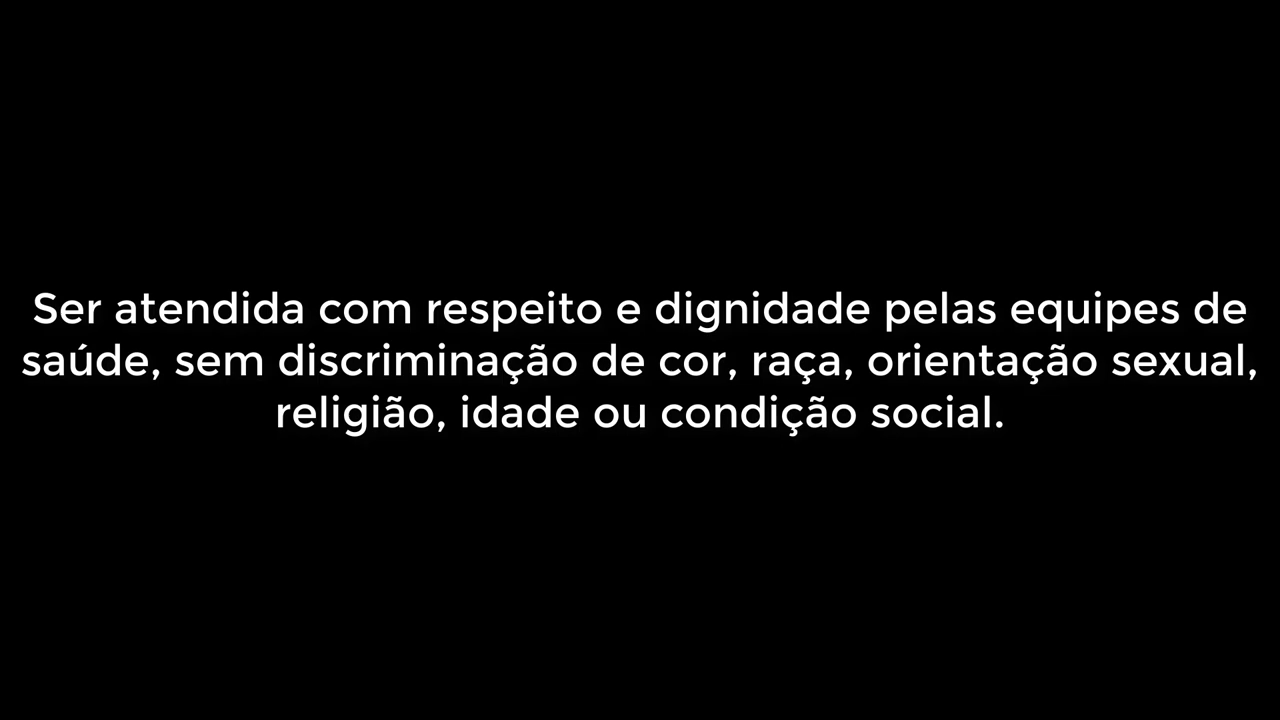 Ser atendida com respeito e dignidade pelas equipes de
saúde, sem discriminação de cor, raça, orientação sexual,
religião, idade ou condição social.